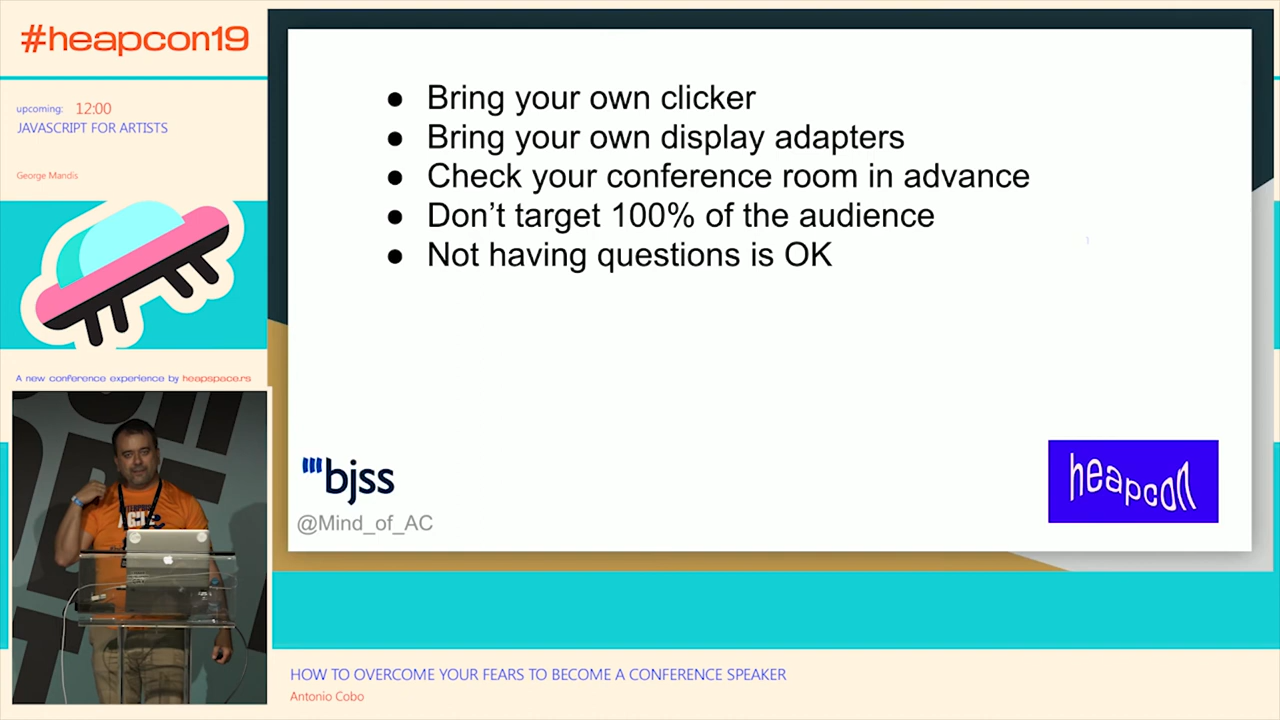 #heapcon19
upcoming: 12:00
JAVASCRIPT FOR ARTISTS
George Mandis
A new conference experience by heapspace.rs
● Bring your own clicker
● Bring your own display adapters
● Check your conference room in advance
● Don’t target 100% of the audience
● Not having questions is OK
bjss
@Mind_of_AC
heapcon
HOW TO OVERCOME YOUR FEARS TO BECOME A CONFERENCE SPEAKER
Antonio Cobo